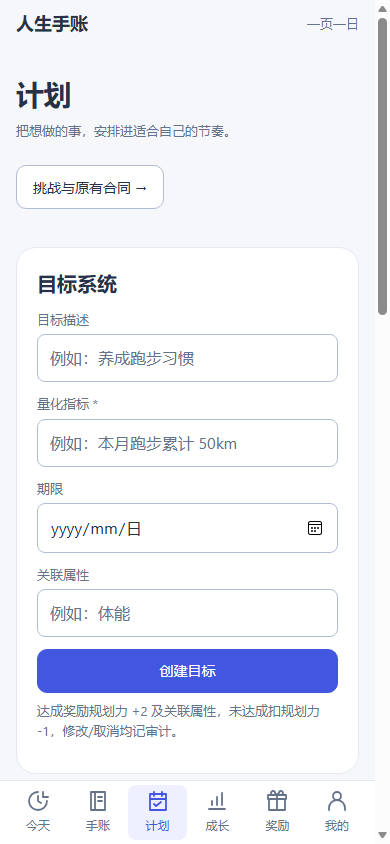 人生手账
一页一日
计划
把想做的事，安排进适合自己的节奏。
挑战与原有合同 →
目标系统
目标描述
例如：养成跑步习惯
量化指标 *
例如：本月跑步累计 50km
期限
yyyy/mm/日
关联属性
例如：体能
创建目标
达成奖励规划力 +2 及关联属性，未达成扣规划力
-1，修改/取消均记审计。
今天
手账
计划
成长
奖励
我的